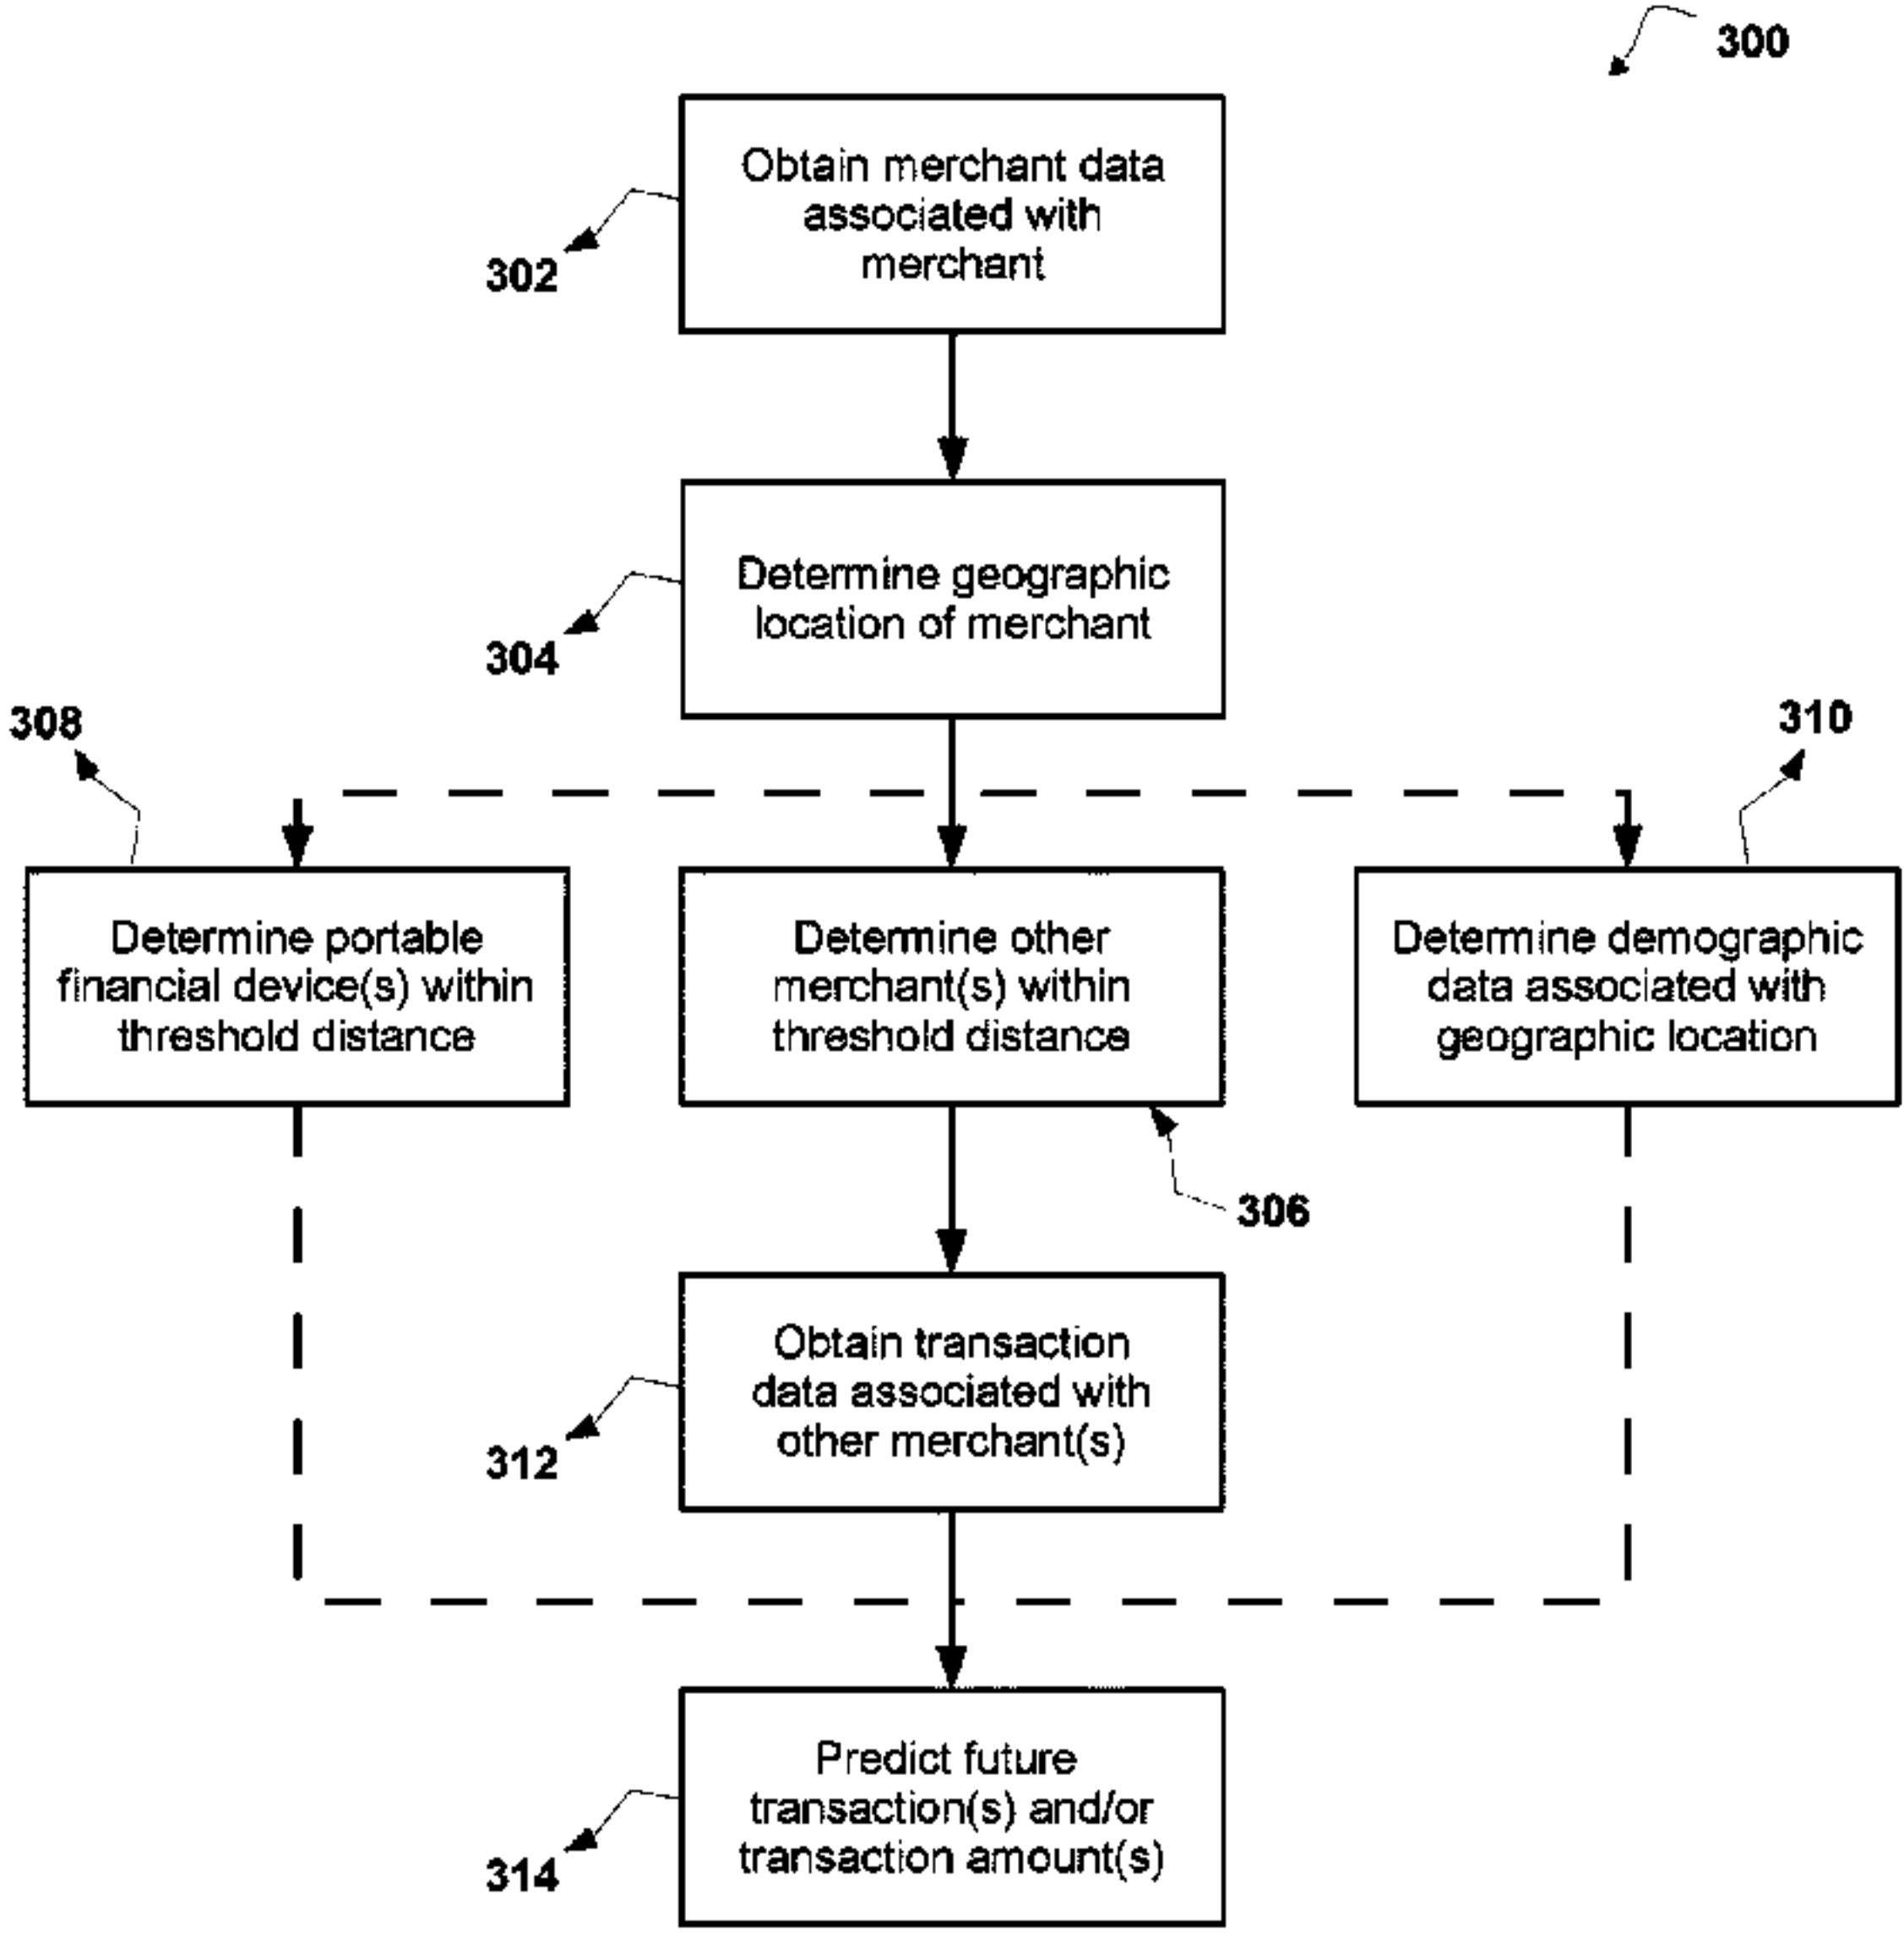 300
Obtain merchant data
associated with
merchant
302
Determine geographic
location of merchant
304
308
310
Determine portable
financial device(s) within
threshold distance
Determine other
merchant(s) within
threshold distance
Determine demographic
data associated with
geographic location
306
Obtain transaction
data associated with
other merchant(s)
312
Predict future
transaction(s) and/or
transaction amount(s)
314